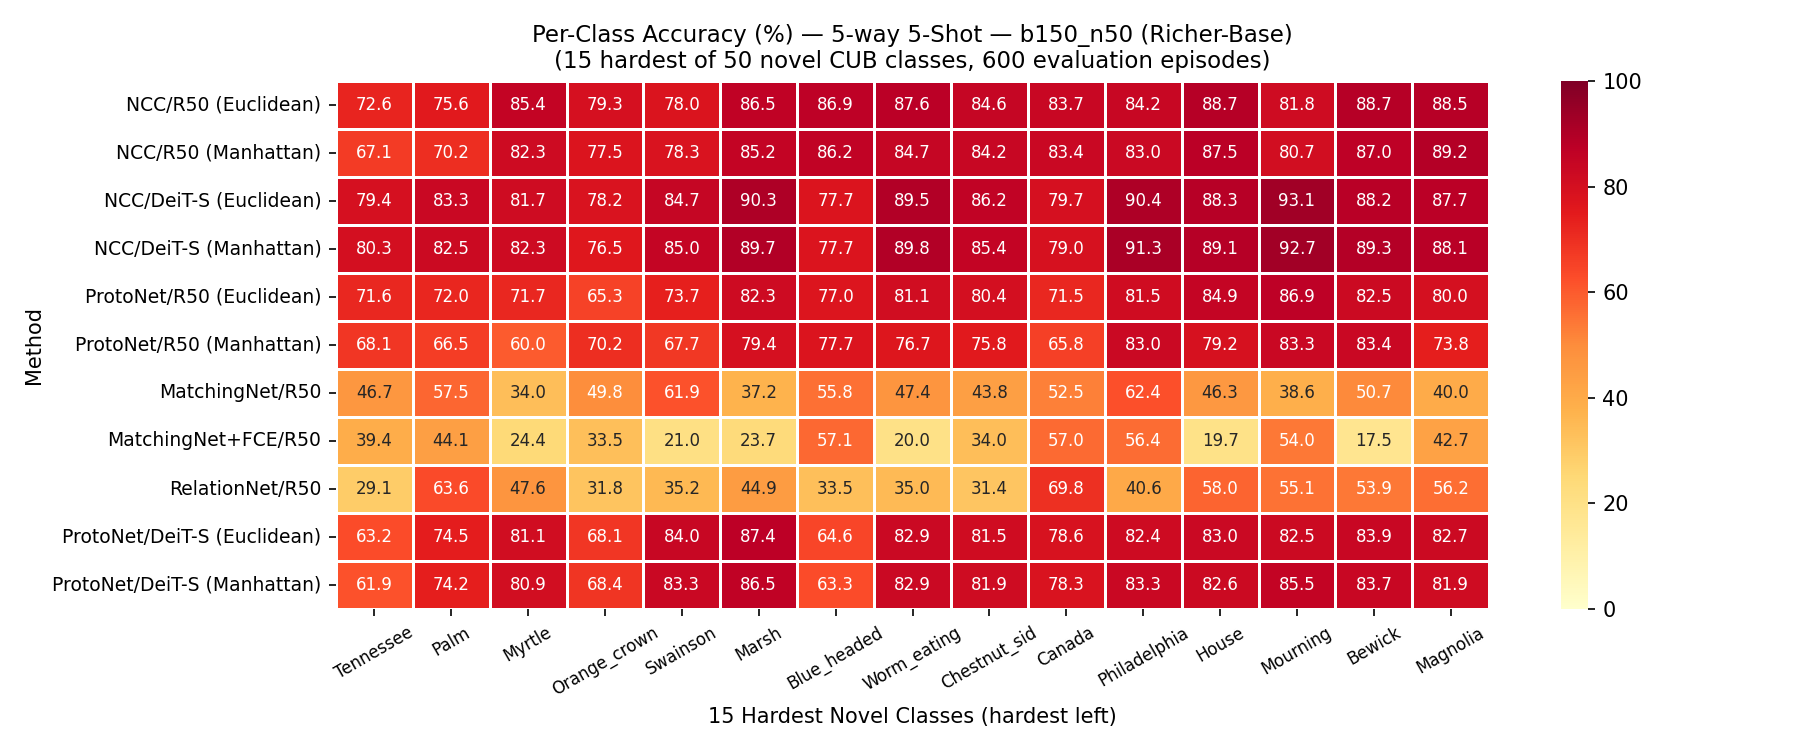 Per-Class Accuracy (%) — 5-way 5-Shot — b150_n50 (Richer-Base)
(15 hardest of 50 novel CUB classes, 600 evaluation episodes)
Method
NCC/R50 (Euclidean) 72.6 75.6 85.4 79.3 78.0 86.5 86.9 87.6 84.6 83.7 84.2 88.7 81.8 88.7 88.5
NCC/R50 (Manhattan) 67.1 70.2 82.3 77.5 78.3 85.2 86.2 84.7 84.2 83.4 83.0 87.5 80.7 87.0 89.2
NCC/DeiT-S (Euclidean) 79.4 83.3 81.7 78.2 84.7 90.3 77.7 89.5 86.2 79.7 90.4 88.3 93.1 88.2 87.7
NCC/DeiT-S (Manhattan) 80.3 82.5 82.3 76.5 85.0 89.7 77.7 89.8 85.4 79.0 91.3 89.1 92.7 89.3 88.1
ProtoNet/R50 (Euclidean) 71.6 72.0 71.7 65.3 73.7 82.3 77.0 81.1 80.4 71.5 81.5 84.9 86.9 82.5 80.0
ProtoNet/R50 (Manhattan) 68.1 66.5 60.0 70.2 67.7 79.4 77.7 76.7 75.8 65.8 83.0 79.2 83.3 83.4 73.8
MatchingNet/R50 46.7 57.5 34.0 49.8 61.9 37.2 55.8 47.4 43.8 52.5 62.4 46.3 38.6 50.7 40.0
MatchingNet+FCE/R50 39.4 44.1 24.4 33.5 21.0 23.7 57.1 20.0 34.0 57.0 56.4 19.7 54.0 17.5 42.7
RelationNet/R50 29.1 63.6 47.6 31.8 35.2 44.9 33.5 35.0 31.4 69.8 40.6 58.0 55.1 53.9 56.2
ProtoNet/DeiT-S (Euclidean) 63.2 74.5 81.1 68.1 84.0 87.4 64.6 82.9 81.5 78.6 82.4 83.0 82.5 83.9 82.7
ProtoNet/DeiT-S (Manhattan) 61.9 74.2 80.9 68.4 83.3 86.5 63.3 82.9 81.9 78.3 83.3 82.6 85.5 83.7 81.9
Tennessee Palm Myrtle Orange_crown Swainson Marsh Blue_headed Worm_eating Chestnut_sid Canada Philadelphia House Mourning Bewick Magnolia
15 Hardest Novel Classes (hardest left)
100
80
60
40
20
0